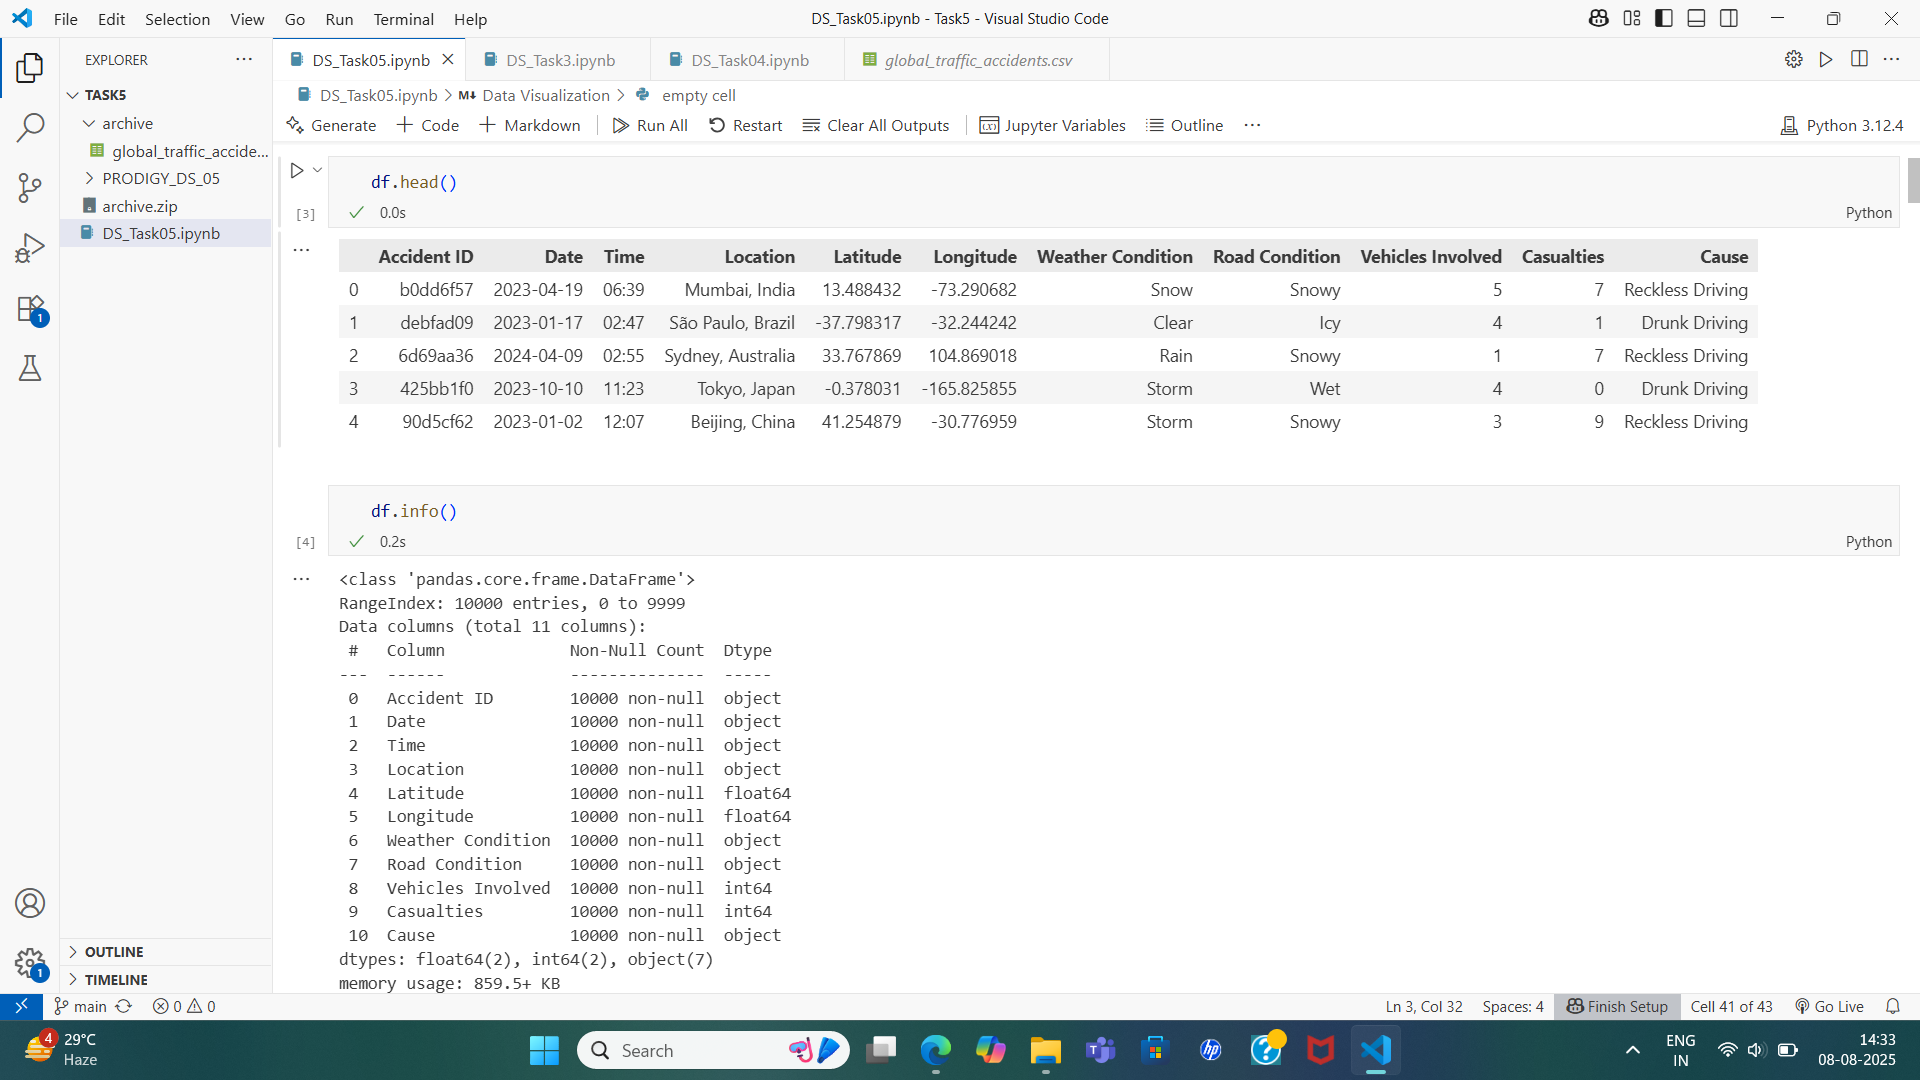 File Edit Selection View Go Run Terminal Help
DS_Task05.ipynb - Task5 - Visual Studio Code
EXPLORER
TASK5
archive
global_traffic_accide...
PRODIGY_DS_05
archive.zip
DS_Task05.ipynb
OUTLINE
TIMELINE
1
1
DS_Task05.ipynb DS_Task3.ipynb DS_Task04.ipynb global_traffic_accidents.csv
DS_Task05.ipynb > M↓ Data Visualization > empty cell
Generate Code Markdown Run All Restart Clear All Outputs Jupyter Variables Outline ... Python 3.12.4
df.head()
[3] 0.0s Python
Accident ID Date Time Location Latitude Longitude Weather Condition Road Condition Vehicles Involved Casualties Cause
0 b0dd6f57 2023-04-19 06:39 Mumbai, India 13.488432 -73.290682 Snow Snowy 5 7 Reckless Driving
1 debfad09 2023-01-17 02:47 São Paulo, Brazil -37.798317 -32.244242 Clear Icy 4 1 Drunk Driving
2 6d69aa36 2024-04-09 02:55 Sydney, Australia 33.767869 104.869018 Rain Snowy 1 7 Reckless Driving
3 425bb1f0 2023-10-10 11:23 Tokyo, Japan -0.378031 -165.825855 Storm Wet 4 0 Drunk Driving
4 90d5cf62 2023-01-02 12:07 Beijing, China 41.254879 -30.776959 Storm Snowy 3 9 Reckless Driving
df.info()
[4] 0.2s Python
<class 'pandas.core.frame.DataFrame'>
RangeIndex: 10000 entries, 0 to 9999
Data columns (total 11 columns):
# Column Non-Null Count Dtype
--- ------ -------------- -----
0 Accident ID 10000 non-null object
1 Date 10000 non-null object
2 Time 10000 non-null object
3 Location 10000 non-null object
4 Latitude 10000 non-null float64
5 Longitude 10000 non-null float64
6 Weather Condition 10000 non-null object
7 Road Condition 10000 non-null object
8 Vehicles Involved 10000 non-null int64
9 Casualties 10000 non-null int64
10 Cause 10000 non-null object
dtypes: float64(2), int64(2), object(7)
memory usage: 859.5+ KB
main 0 0 Ln 3, Col 32 Spaces: 4 Finish Setup Cell 41 of 43 Go Live
4 29°C
Haze
Search
hp
ENG
IN
14:33
08-08-2025